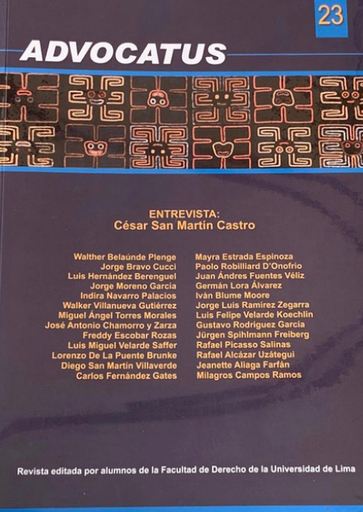 23
ADVOCATUS
ENTREVISTA:
César San Martín Castro
Walther Belaúnde Plenge
Jorge Bravo Cucci
Luis Hernández Berenguel
Jorge Moreno García
Indira Navarro Palacios
Walker Villanueva Gutiérrez
Miguel Ángel Torres Morales
José Antonio Chamorro y Zarza
Freddy Escobar Rozas
Luis Miguel Velarde Saffer
Lorenzo De La Puente Brunke
Diego San Martín Villaverde
Carlos Fernández Gates
Mayra Estrada Espinoza
Paolo Robilliard D'Onofrio
Juan Andres Fuentes Véliz
Germán Lora Álvarez
Iván Blume Moore
Jorge Luis Ramírez Zegarra
Luis Felipe Velarde Koechlin
Gustavo Rodríguez García
Jürgen Spihlmann Freiberg
Rafael Picasso Salinas
Rafael Alcázar Uzátegui
Jeanette Aliaga Farfán
Milagros Campos Ramos
Revista editada por alumnos de la Facultad de Derecho de la Universidad de Lima